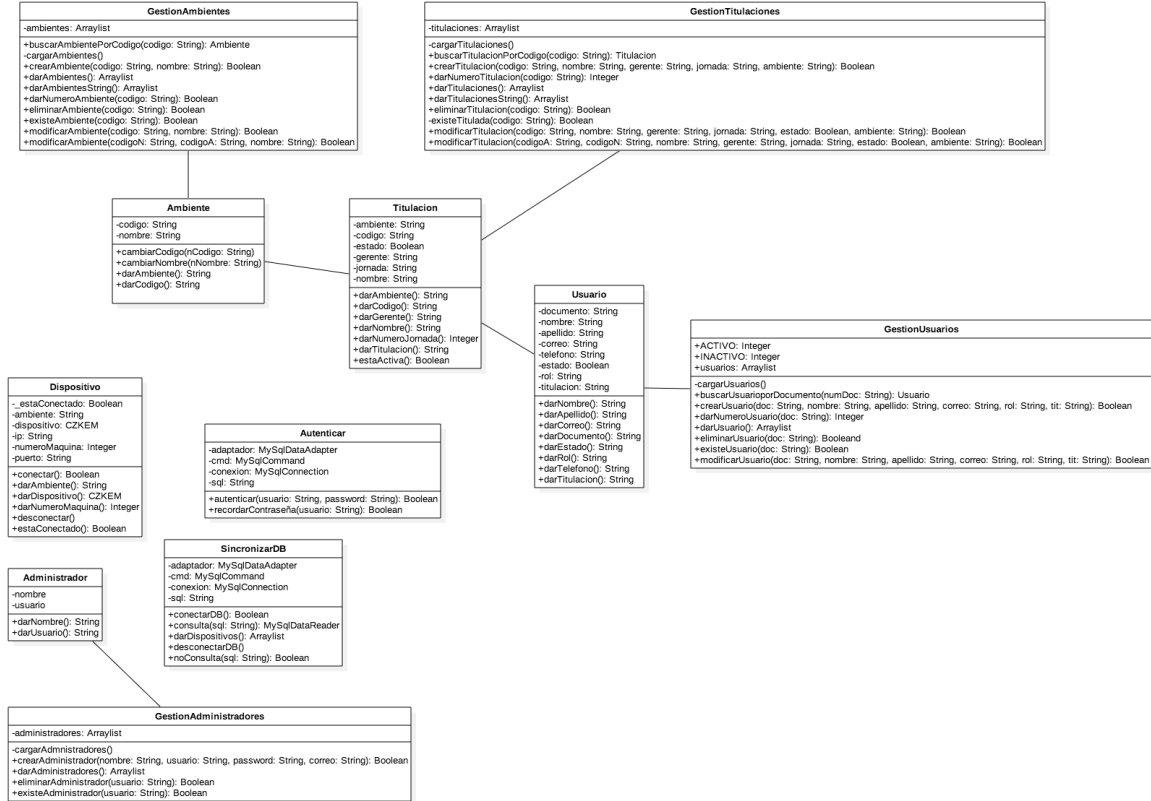 GestionAmbientes
-ambientes: Arraylist
+buscarAmbientePorCodigo(codigo: String): Ambiente
-cargarAmbientes()
+crearAmbiente(codigo: String, nombre: String): Boolean
+darAmbientes(): Arraylist
+darAmbientesString(): Arraylist
+darNumeroAmbiente(codigo: String): Boolean
+eliminarAmbiente(codigo: String): Boolean
+existeAmbiente(codigo: String): Boolean
+modificarAmbiente(codigo: String, nombre: String): Boolean
+modificarAmbiente(codigoN: String, codigoA: String, nombre: String): Boolean
GestionTitulaciones
-titulaciones: Arraylist
-cargarTitulaciones()
+buscarTitulacionPorCodigo(codigo: String): Titulacion
+crearTitulacion(codigo: String, nombre: String, gerente: String, jornada: String, ambiente: String): Boolean
+darNumeroTitulacion(codigo: String): Integer
+darTitulaciones(): Arraylist
+darTitulacionesString(): Arraylist
+eliminarTitulacion(codigo: String): Boolean
-existeTitulada(codigo: String): Boolean
+modificarTitulacion(codigo: String, nombre: String, gerente: String, jornada: String, estado: Boolean, ambiente: String): Boolean
+modificarTitulacion(codigoA: String, codigoN: String, nombre: String, gerente: String, jornada: String, estado: Boolean, ambiente: String): Boolean
Ambiente
-codigo: String
-nombre: String
+cambiarCodigo(nCodigo: String)
+cambiarNombre(nNombre: String)
+darAmbiente(): String
+darCodigo(): String
Titulacion
-ambiente: String
-codigo: String
-estado: Boolean
-gerente: String
-jornada: String
-nombre: String
+darAmbiente(): String
+darCodigo(): String
+darGerente(): String
+darNombre(): String
+darNumeroJornada(): Integer
+darTitulacion(): String
+estaActiva(): Boolean
Usuario
-documento: String
-nombre: String
-apellido: String
-correo: String
-telefono: String
-estado: Boolean
-rol: String
-titulacion: String
+darNombre(): String
+darApellido(): String
+darCorreo(): String
+darDocumento(): String
+darEstado(): String
+darRol(): String
+darTelefono(): String
+darTitulacion(): String
GestionUsuarios
+ACTIVO: Integer
+INACTIVO: Integer
+usuarios: Arraylist
-cargarUsuarios()
+buscarUsuarioporDocumento(numDoc: String): Usuario
+crearUsuario(doc: String, nombre: String, apellido: String, correo: String, rol: String, tit: String): Boolean
+darNumeroUsuario(doc: String): Integer
+darUsuario(): Arraylist
+eliminarUsuario(doc: String): Booleand
+existeUsuario(doc: String): Boolean
+modificarUsuario(doc: String, nombre: String, apellido: String, correo: String, rol: String, tit: String): Boolean
Dispositivo
-_estaConectado: Boolean
-ambiente: String
-dispositivo: CZKEM
-ip: String
-numeroMaquina: Integer
-puerto: String
+conectar(): Boolean
+darAmbiente(): String
+darDispositivo(): CZKEM
+darNumeroMaquina(): Integer
+desconectar()
+estaConectado(): Boolean
Autenticar
-adaptador: MySqlDataAdapter
-cmd: MySqlCommand
-conexion: MySqlConnection
-sql: String
+autenticar(usuario: String, password: String): Boolean
+recordarContraseña(usuario: String): Boolean
SincronizarDB
-adaptador: MySqlDataAdapter
-cmd: MySqlCommand
-conexion: MySqlConnection
-sql: String
+conectarDB(): Boolean
+consulta(sql: String): MySqlDataReader
+darDispositivos(): Arraylist
+desconectarDB()
+noConsulta(sql: String): Boolean
Administrador
-nombre
-usuario
+darNombre(): String
+darUsuario(): String
GestionAdministradores
-administradores: Arraylist
-cargarAdmnistradores()
+crearAdministrador(nombre: String, usuario: String, password: String, correo: String): Boolean
+darAdministradores(): Arraylist
+eliminarAdministrador(usuario: String): Boolean
+existeAdministrador(usuario: String): Boolean